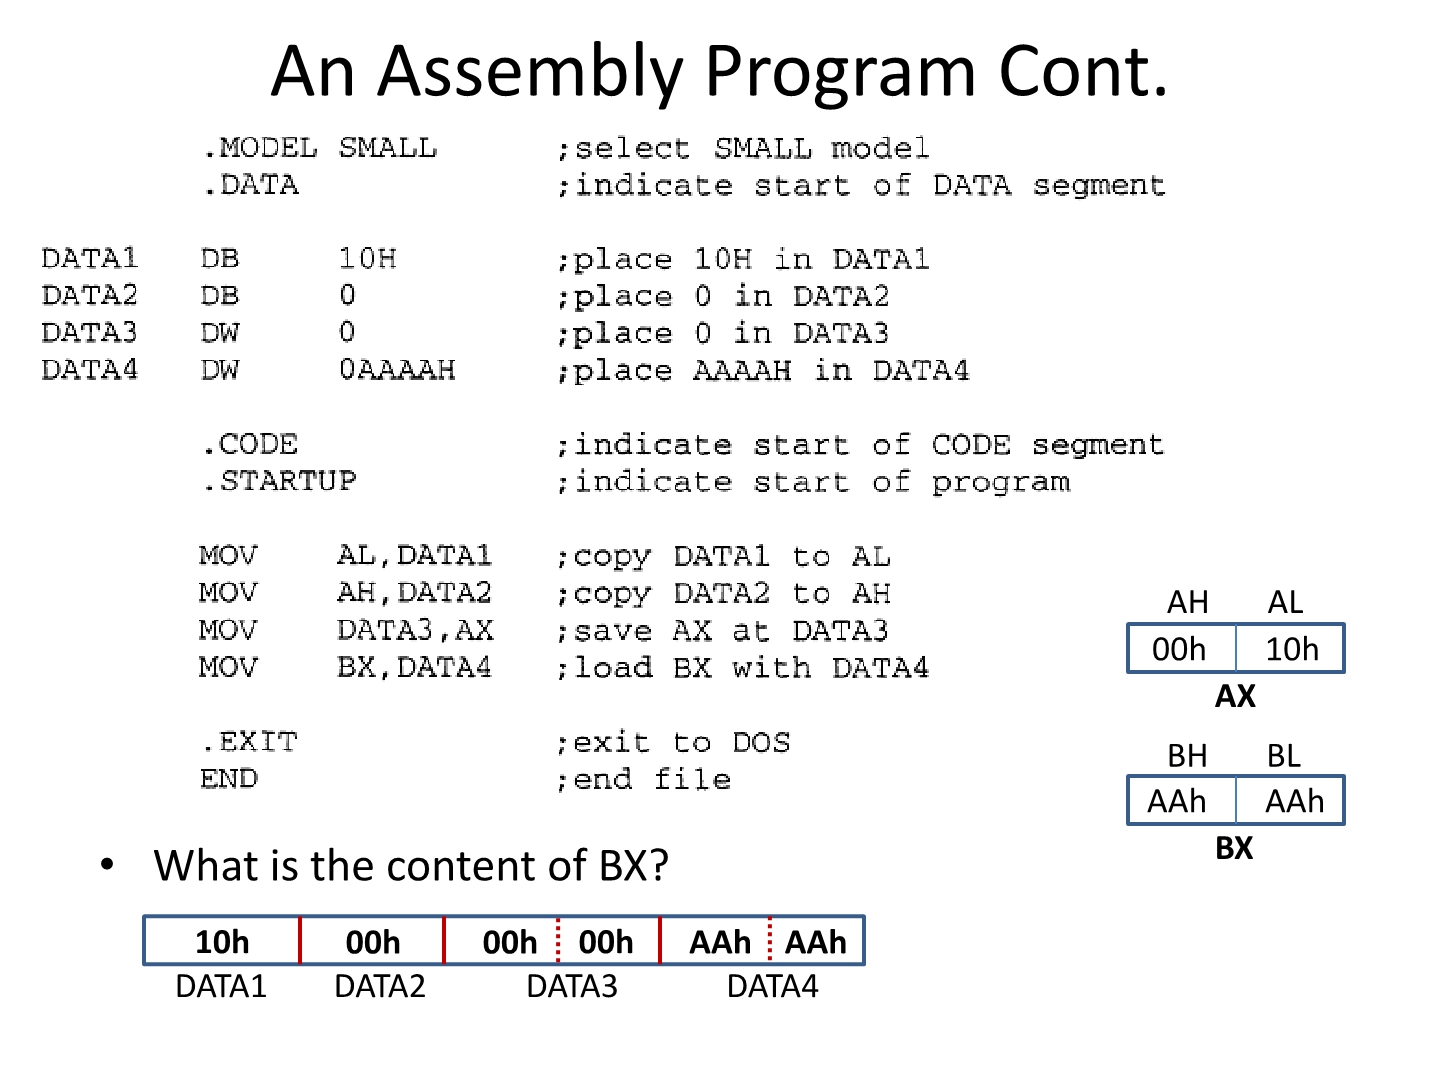 An Assembly Program Cont.
.MODEL SMALL ;select SMALL model
.DATA ;indicate start of DATA segment
DATA1 DB 10H ;place 10H in DATA1
DATA2 DB 0 ;place 0 in DATA2
DATA3 DW 0 ;place 0 in DATA3
DATA4 DW 0AAAAH ;place AAAAH in DATA4
.CODE ;indicate start of CODE segment
.STARTUP ;indicate start of program
MOV AL,DATA1 ;copy DATA1 to AL
MOV AH,DATA2 ;copy DATA2 to AH
MOV DATA3,AX ;save AX at DATA3
MOV BX,DATA4 ;load BX with DATA4
.EXIT ;exit to DOS
END ;end file
AH AL
00h 10h
AX
BH BL
AAh AAh
BX
• What is the content of BX?
10h 00h 00h 00h AAh AAh
DATA1 DATA2 DATA3 DATA4